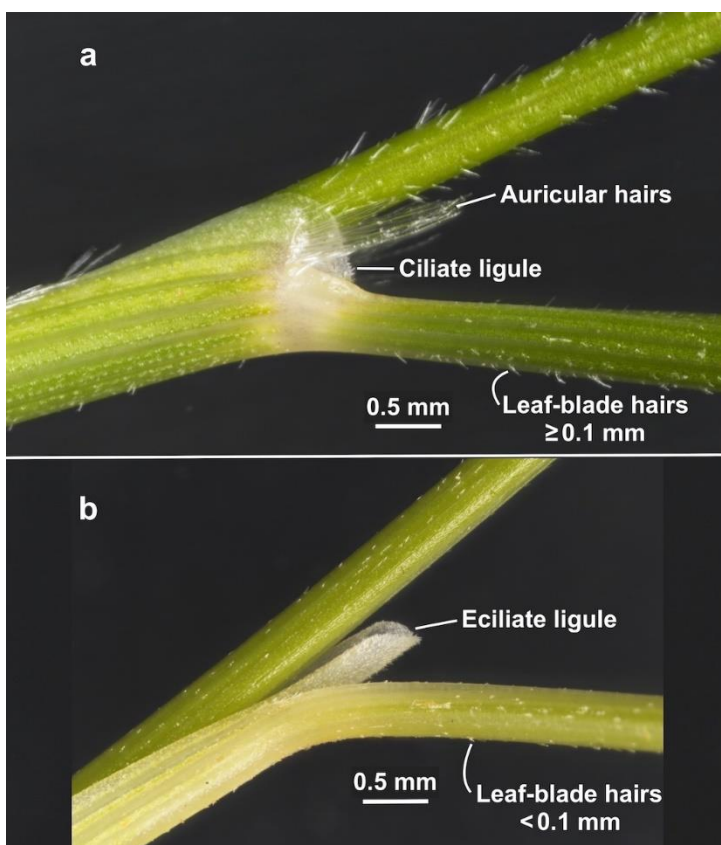 a
Auricular hairs
Ciliate ligule
0.5 mm
Leaf-blade hairs
≥0.1 mm
b
Eciliate ligule
0.5 mm
Leaf-blade hairs
<0.1 mm